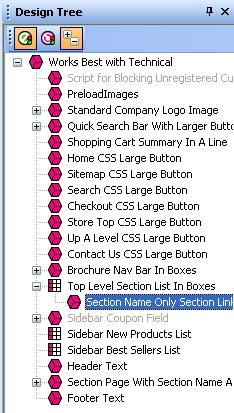 Design Tree
Works Best with Technical
Script for Blocking Unregistered Cu
PreloadImages
Standard Company Logo Image
Quick Search Bar With Larger Butto
Shopping Cart Summary In A Line
Home CSS Large Button
Sitemap CSS Large Button
Search CSS Large Button
Checkout CSS Large Button
Store Top CSS Large Button
Up A Level CSS Large Button
Contact Us CSS Large Button
Brochure Nav Bar In Boxes
Top Level Section List In Boxes
Section Name Only Section Link
Sidebar Coupon Field
Sidebar New Products List
Sidebar Best Sellers List
Header Text
Section Page With Section Name A
Footer Text